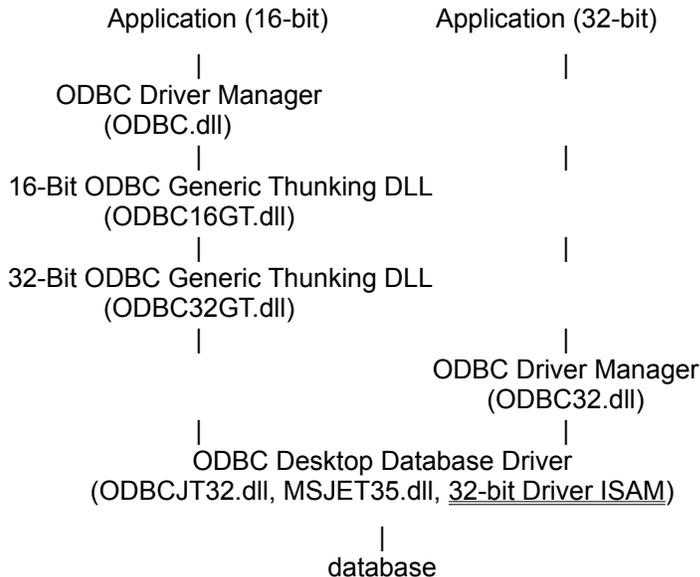 Application (16-bit) Application (32-bit)
| |
ODBC Driver Manager
(ODBC.dll)
| |
16-Bit ODBC Generic Thunking DLL
(ODBC16GT.dll)
| |
32-Bit ODBC Generic Thunking DLL
(ODBC32GT.dll)
| |
ODBC Driver Manager
(ODBC32.dll)
| |
ODBC Desktop Database Driver
(ODBCJT32.dll, MSJET35.dll, 32-bit Driver ISAM)
|
database